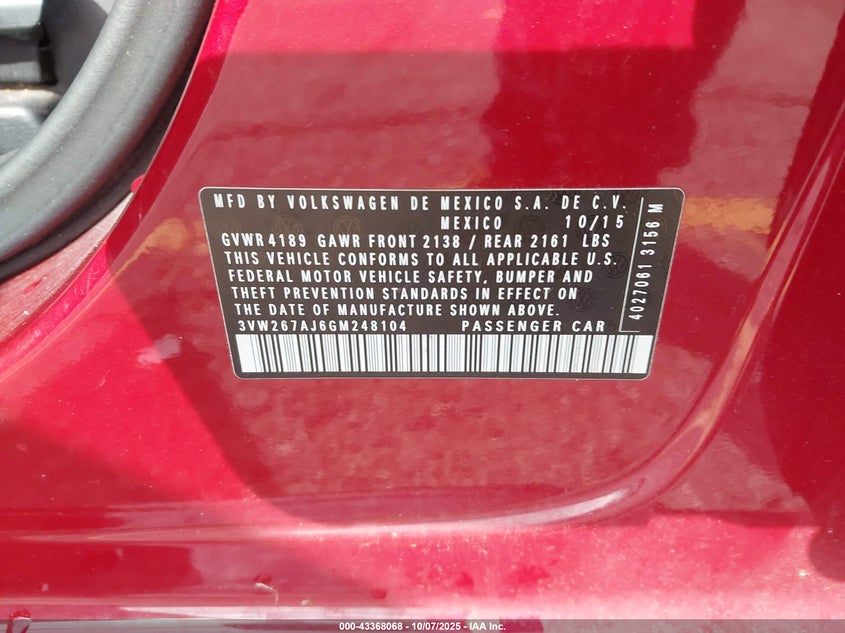 MFD BY VOLKSWAGEN DE MEXICO S.A. DE C.V.
MEXICO 10/15
GVWR 4189 GAWR FRONT 2138 / REAR 2161 LBS
THIS VEHICLE CONFORMS TO ALL APPLICABLE U.S.
FEDERAL MOTOR VEHICLE SAFETY, BUMPER AND
THEFT PREVENTION STANDARDS IN EFFECT ON
THE DATE OF MANUFACTURE SHOWN ABOVE.
3VW267AJ6GM248104 PASSENGER CAR
4027061 3156 M
000-43368068 - 10/07/2025 - IAA Inc.